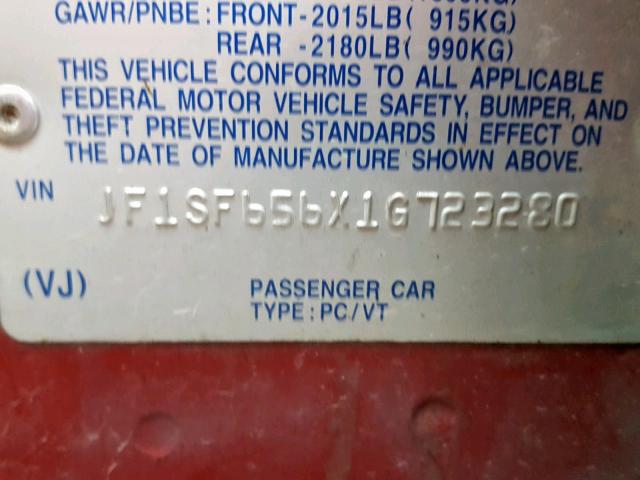 GAWR/PNBE: FRONT-2015LB( 915KG)
REAR -2180LB( 990KG)
THIS VEHICLE CONFORMS TO ALL APPLICABLE
FEDERAL MOTOR VEHICLE SAFETY, BUMPER, AND
THEFT PREVENTION STANDARDS IN EFFECT ON
THE DATE OF MANUFACTURE SHOWN ABOVE.
VIN JF1SF656X1G723280
(VJ) PASSENGER CAR
TYPE: PC/VT